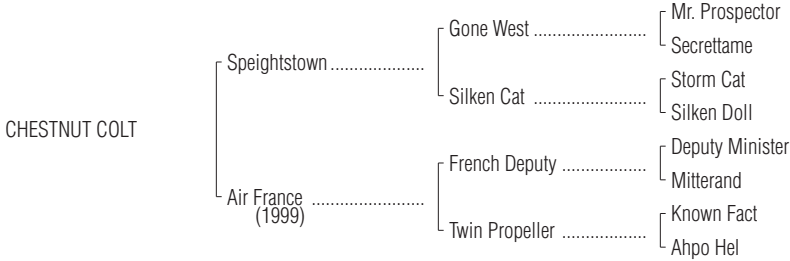 Mr. Prospector
Gone West ........................
Secrettame
Speightstown ....................
Storm Cat
Silken Cat ........................
Silken Doll
CHESTNUT COLT
Deputy Minister
French Deputy ..................
Mitterand
Air France ........................
(1999)
Known Fact
Twin Propeller ..................
Ahpo Hel